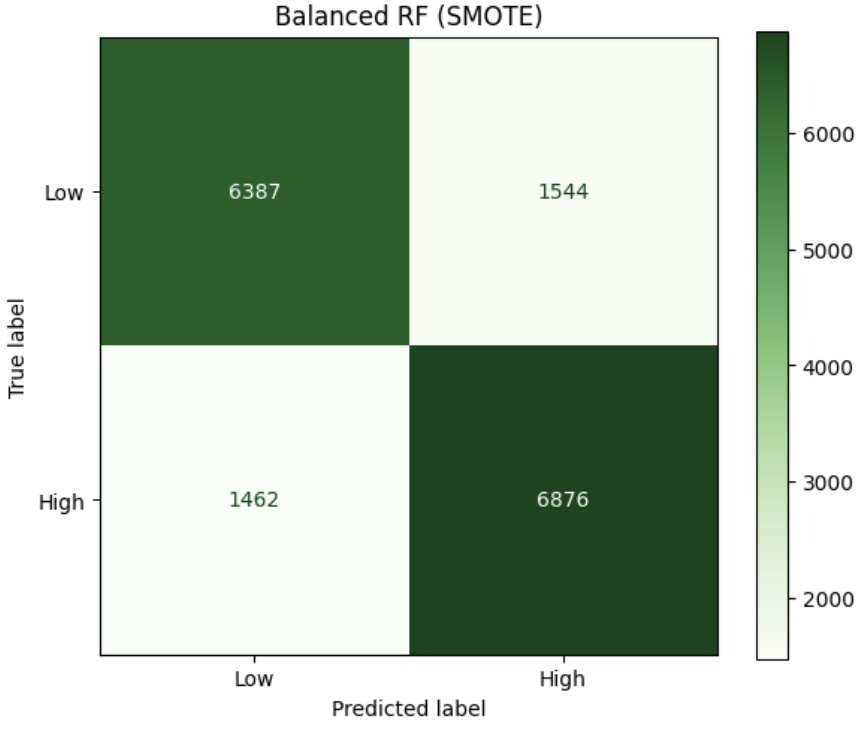 Balanced RF (SMOTE)
True label
Low
6387
1544
High
1462
6876
Low
High
Predicted label
6000
5000
4000
3000
2000